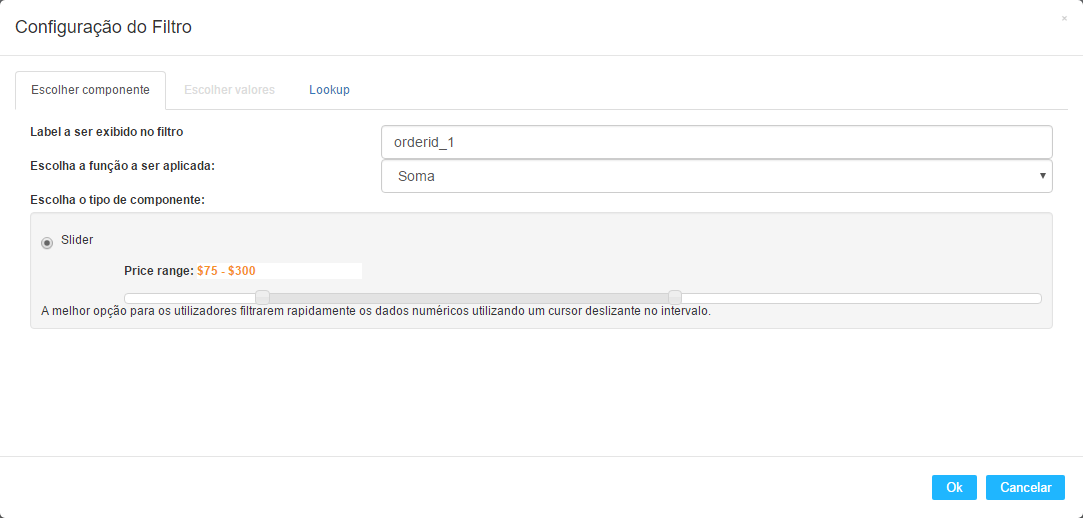 Configuração do Filtro
×
Escolher componente Escolher valores Lookup
Label a ser exibido no filtro orderid_1
Escolha a função a ser aplicada: Soma
Escolha o tipo de componente:
Slider
Price range: $75 - $300
A melhor opção para os utilizadores filtrarem rapidamente os dados numéricos utilizando um cursor deslizante no intervalo.
Ok Cancelar